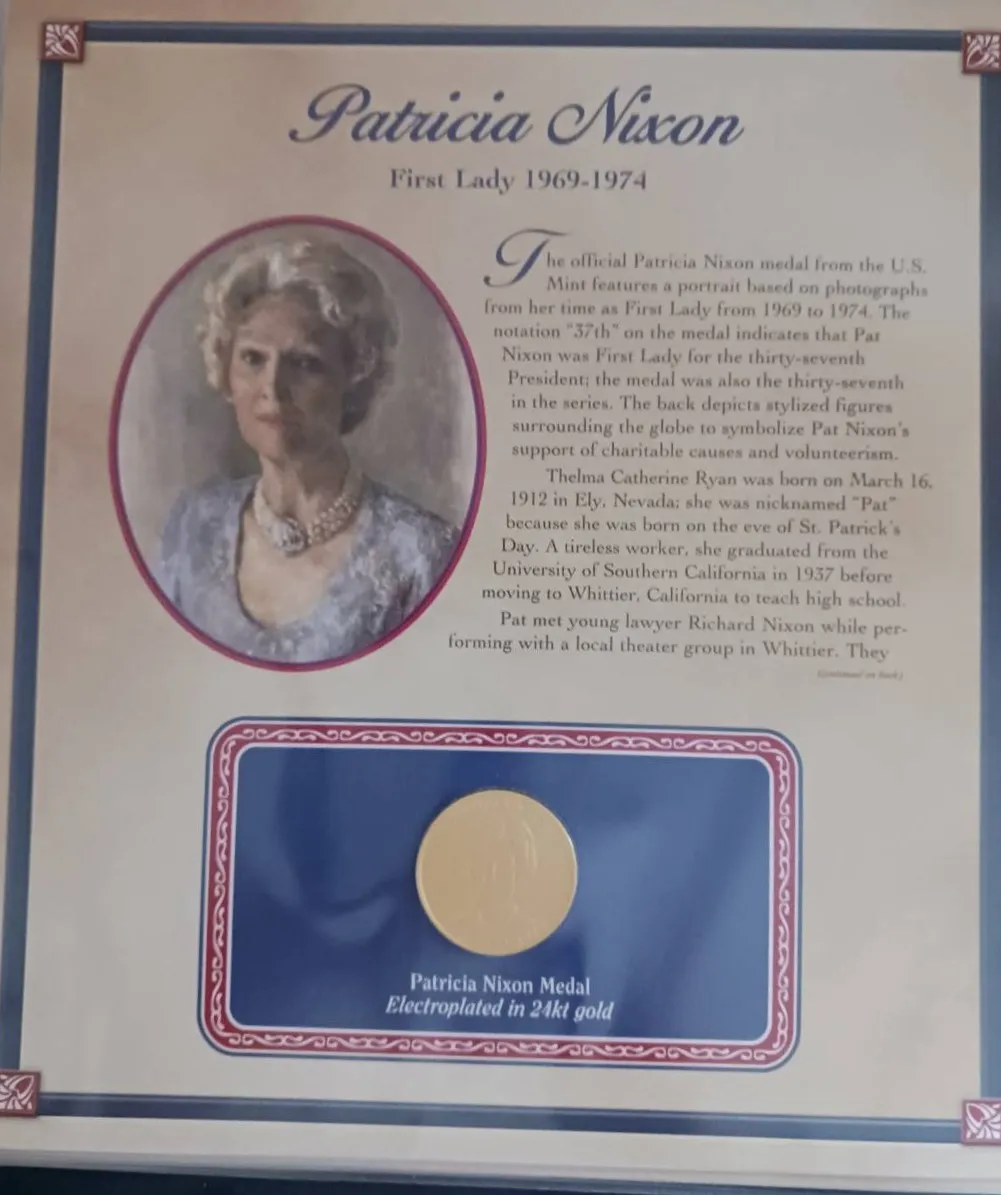 Patricia Nixon
First Lady 1969-1974
The official Patricia Nixon medal from the U.S.
Mint features a portrait based on photographs
from her time as First Lady from 1969 to 1974. The
notation "37th" on the medal indicates that Pat
Nixon was First Lady for the thirty-seventh
President; the medal was also the thirty-seventh
in the series. The back depicts stylized figures
surrounding the globe to symbolize Pat Nixon's
support of charitable causes and volunteerism.
Thelma Catherine Ryan was born on March 16,
1912 in Ely, Nevada; she was nicknamed "Pat"
because she was born on the eve of St. Patrick's
Day. A tireless worker, she graduated from the
University of Southern California in 1937 before
moving to Whittier, California to teach high school.
Pat met young lawyer Richard Nixon while per-
forming with a local theater group in Whittier. They
(continued on back)
Patricia Nixon Medal
Electroplated in 24kt gold